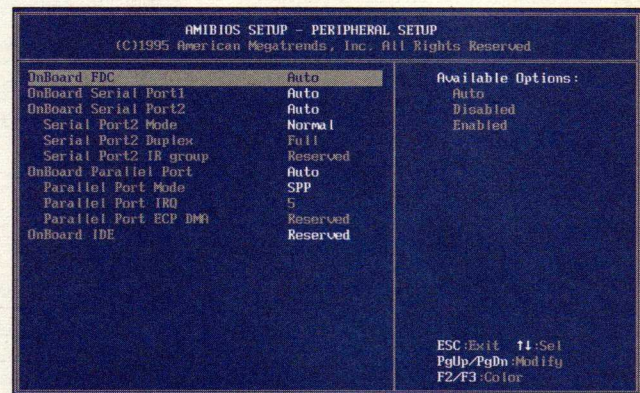 AMIBIOS SETUP - PERIPHERAL SETUP
(C)1995 American Megatrends, Inc. All Rights Reserved
OnBoard FDC Auto
OnBoard Serial Port1 Auto
OnBoard Serial Port2 Auto
Serial Port2 Mode Normal
Serial Port2 Duplex Full
Serial Port2 IR group Reserved
OnBoard Parallel Port Auto
Parallel Port Mode SPP
Parallel Port IRQ 5
Parallel Port ECP DMA Reserved
OnBoard IDE Reserved
Available Options:
Auto
Disabled
Enabled
ESC:Exit ↑↓:Sel
PgUp/PgDn:Modify
F2/F3:Color